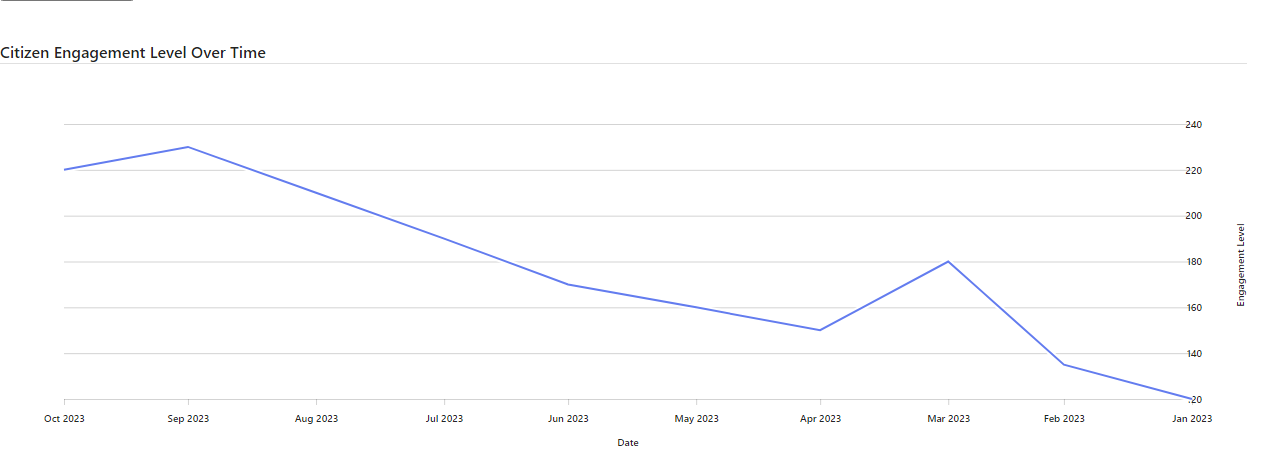 Citizen Engagement Level Over Time
240
220
200
180
160
140
20
Engagement Level
Oct 2023 Sep 2023 Aug 2023 Jul 2023 Jun 2023 May 2023 Apr 2023 Mar 2023 Feb 2023 Jan 2023
Date